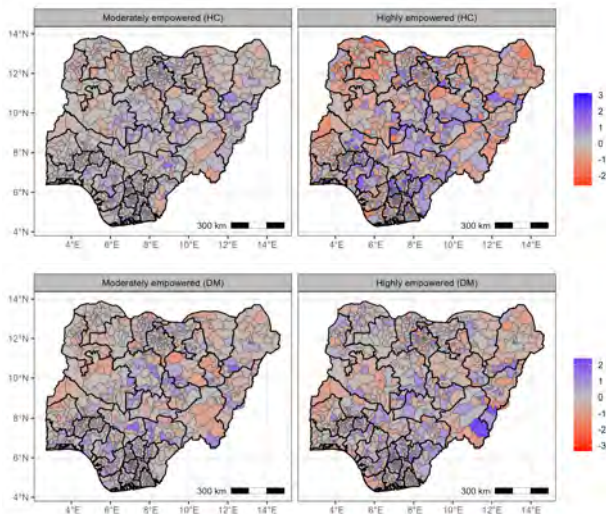 Moderately empowered (HC) Highly empowered (HC)
14°N
12°N
10°N
8°N
6°N
4°N
300 km 300 km
4°E 6°E 8°E 10°E 12°E 14°E 4°E 6°E 8°E 10°E 12°E 14°E
3
2
1
0
-1
-2
Moderately empowered (DM) Highly empowered (DM)
14°N
12°N
10°N
8°N
6°N
4°N
300 km 300 km
4°E 6°E 8°E 10°E 12°E 14°E 4°E 6°E 8°E 10°E 12°E 14°E
2
1
0
-1
-2
-3